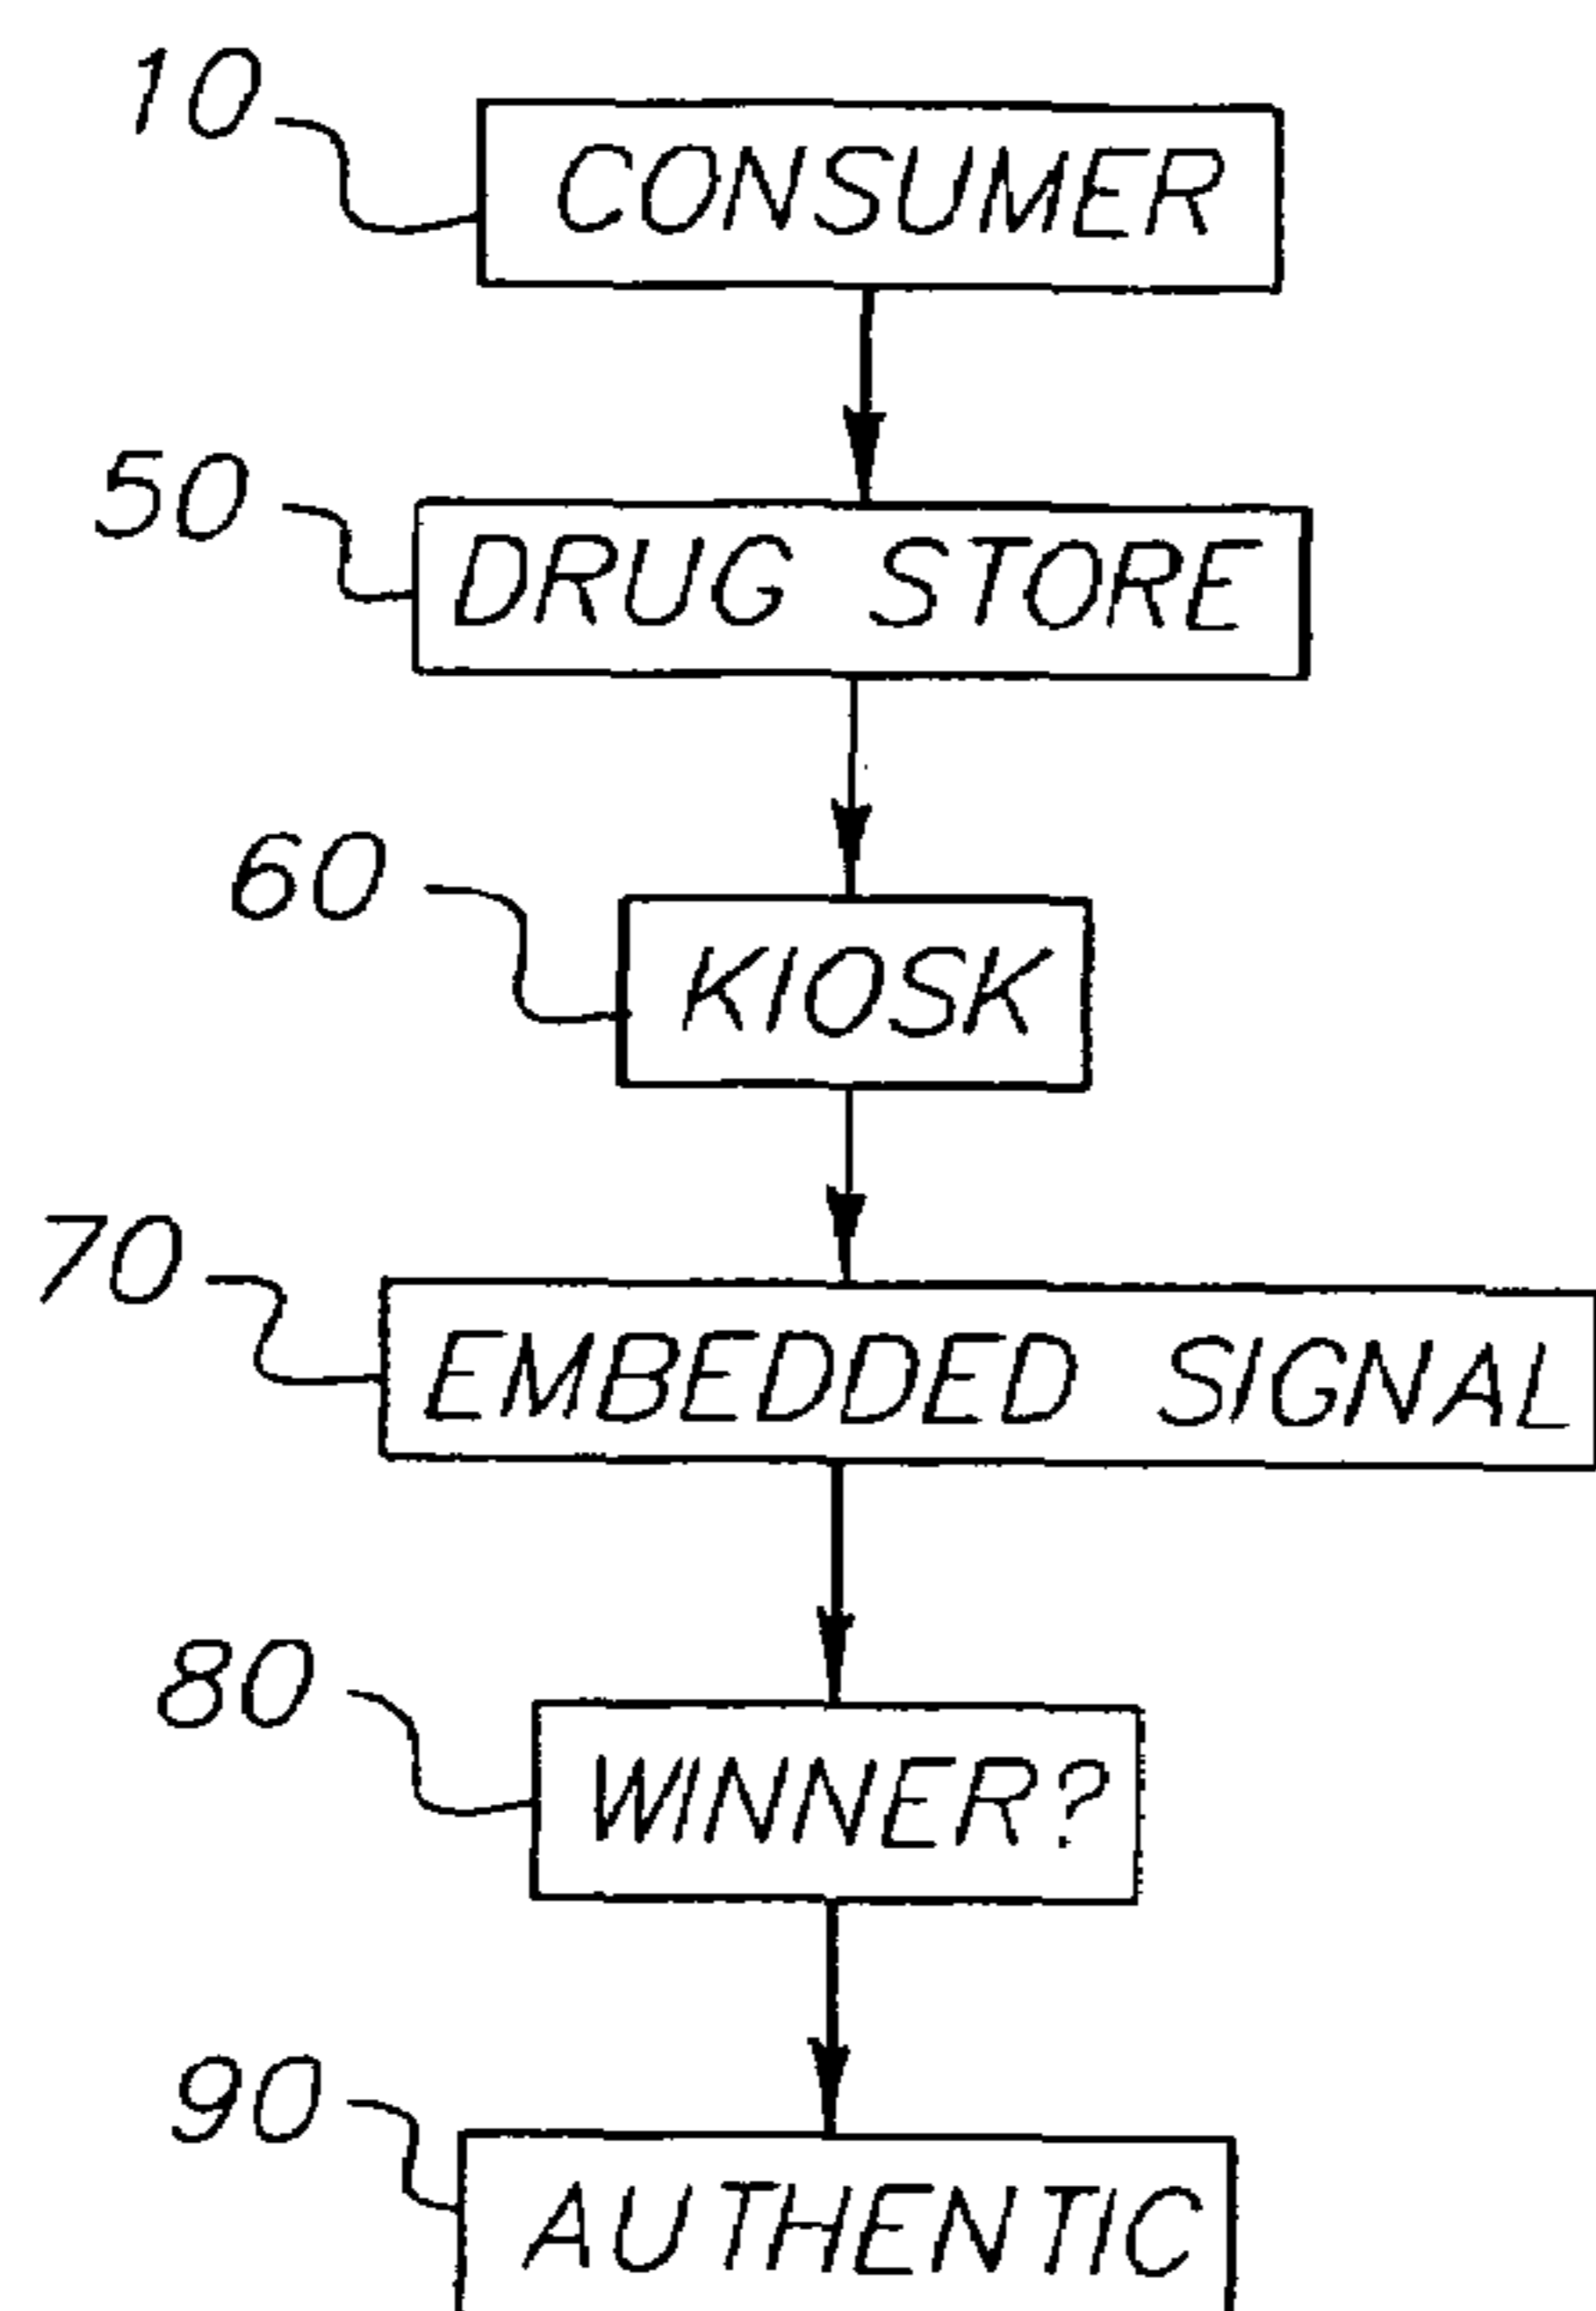 10
CONSUMER
50
DRUG STORE
60
KIOSK
70
EMBEDDED SIGNAL
80
WINNER?
90
AUTHENTIC